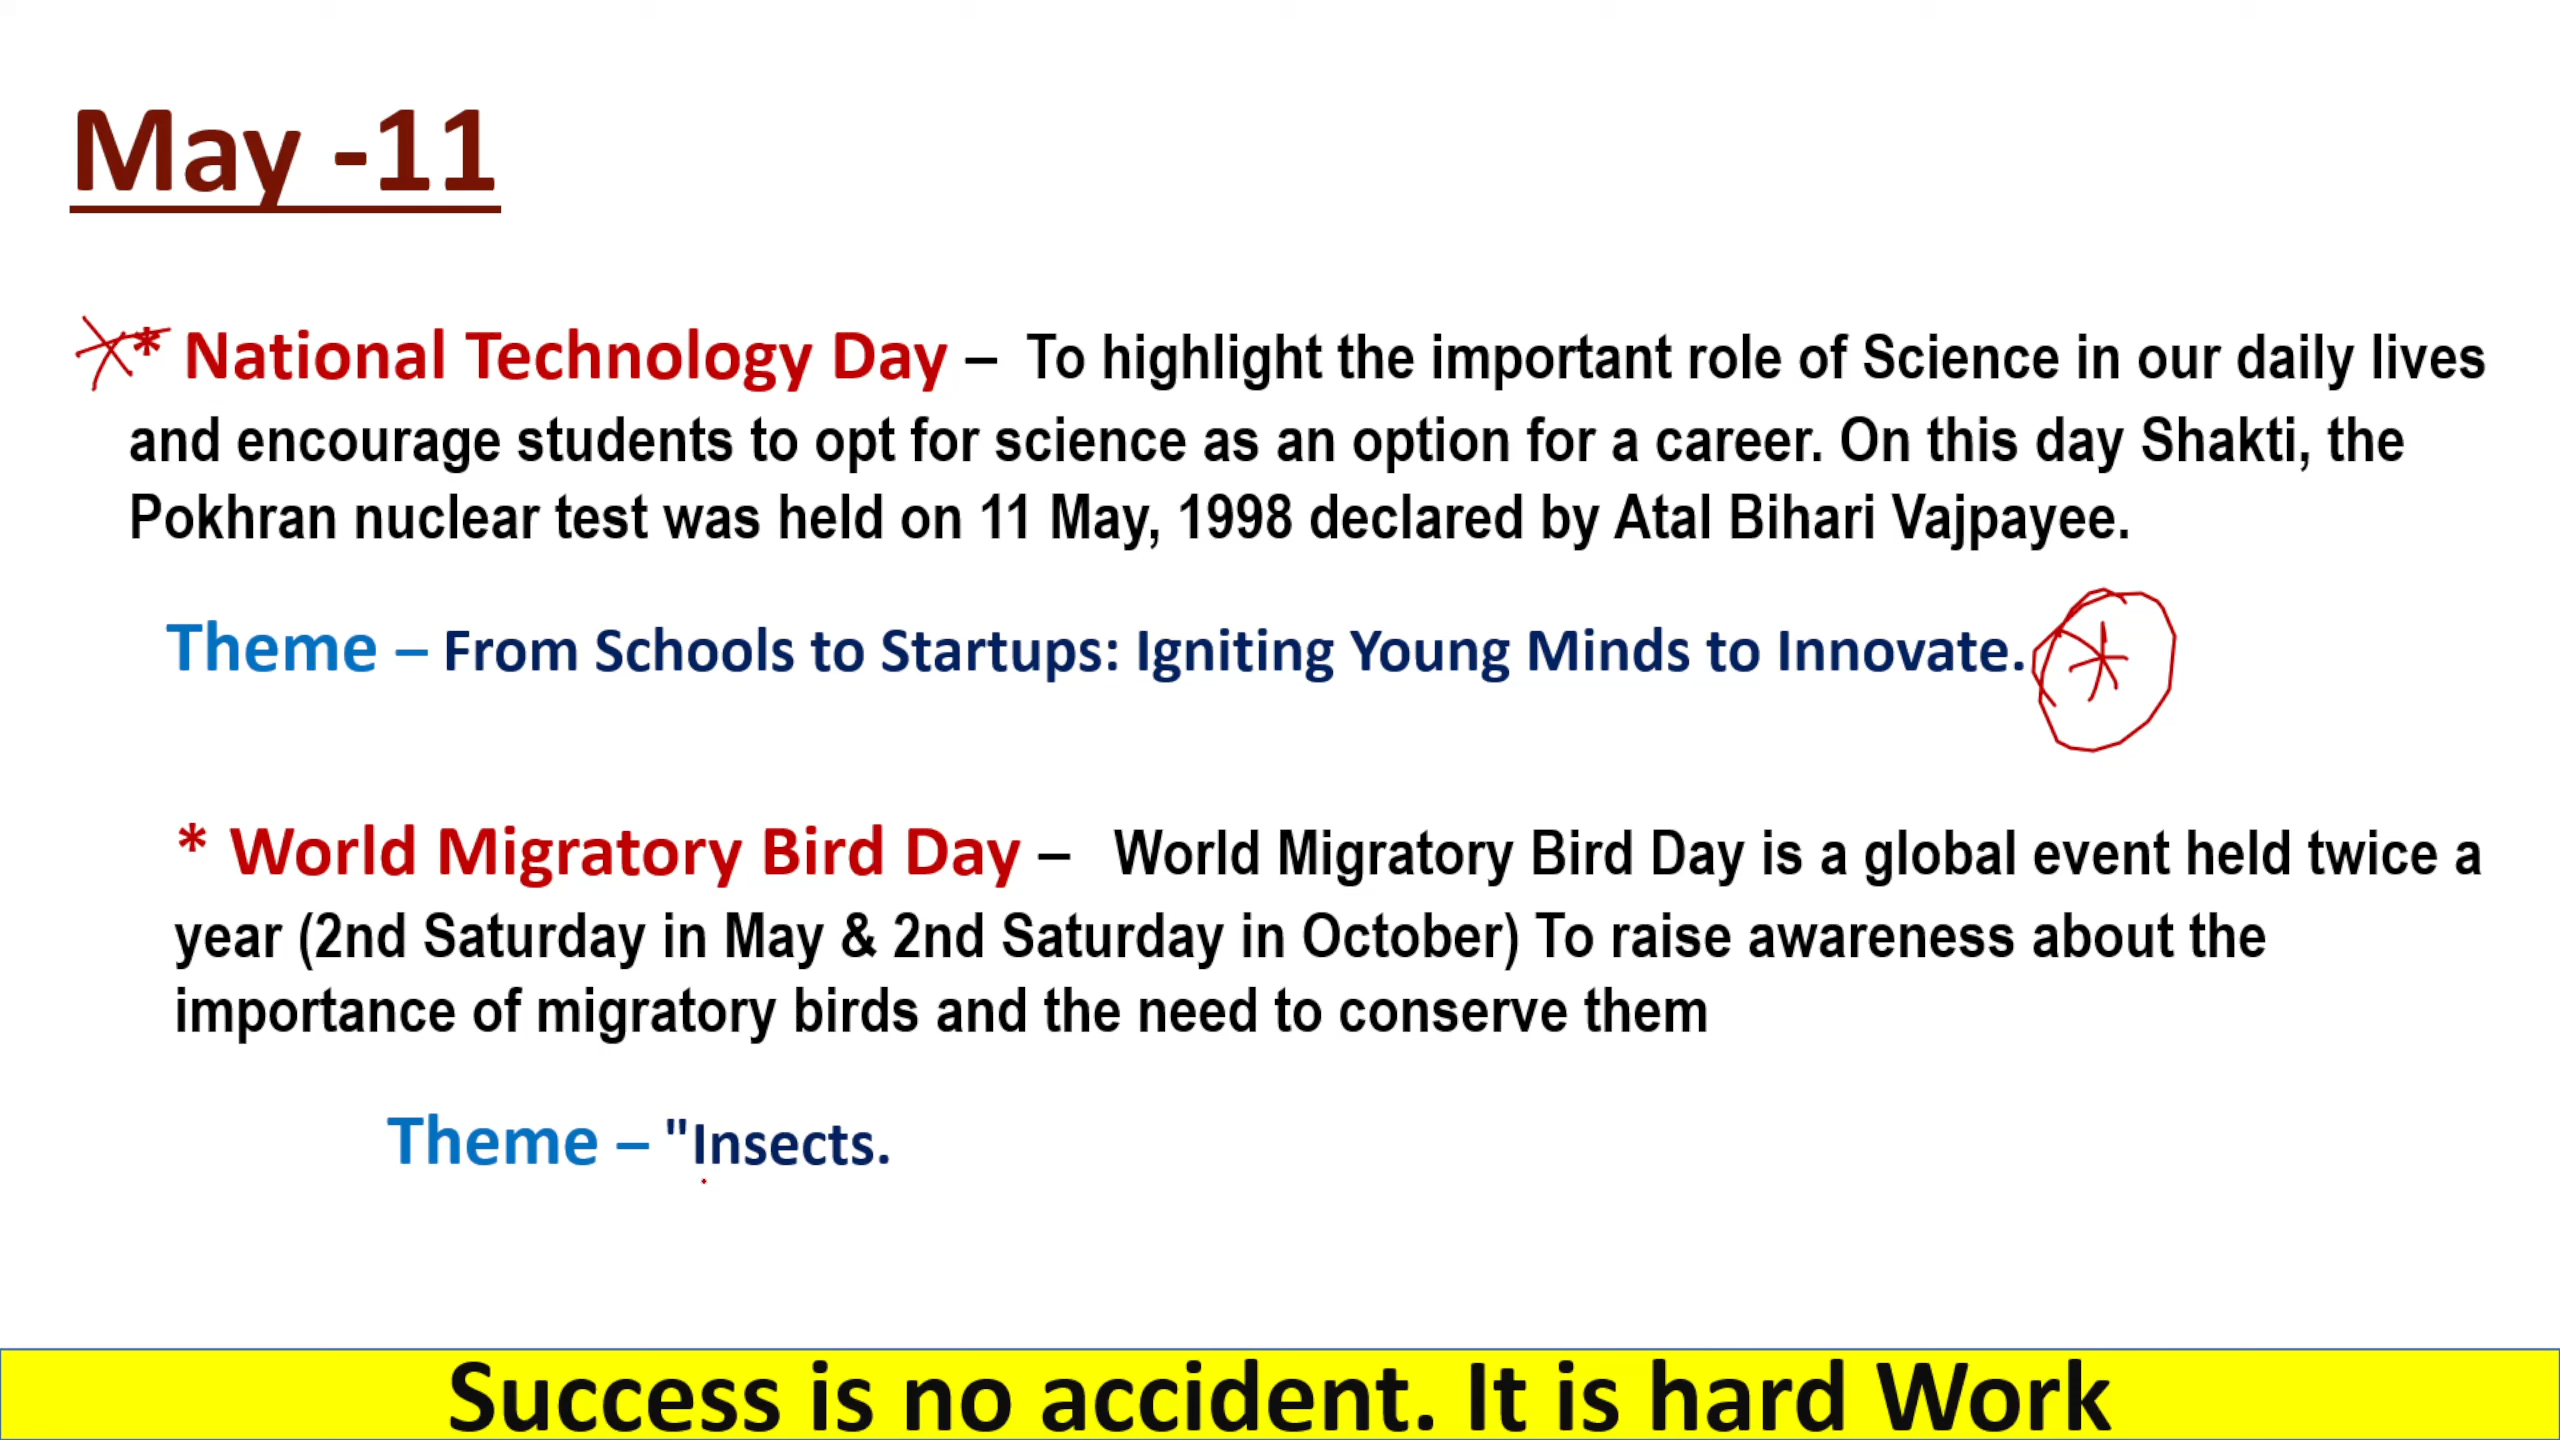 May -11
* National Technology Day – To highlight the important role of Science in our daily lives
and encourage students to opt for science as an option for a career. On this day Shakti, the
Pokhran nuclear test was held on 11 May, 1998 declared by Atal Bihari Vajpayee.
Theme – From Schools to Startups: Igniting Young Minds to Innovate.
* World Migratory Bird Day – World Migratory Bird Day is a global event held twice a
year (2nd Saturday in May & 2nd Saturday in October) To raise awareness about the
importance of migratory birds and the need to conserve them
Theme – "Insects.
Success is no accident. It is hard Work